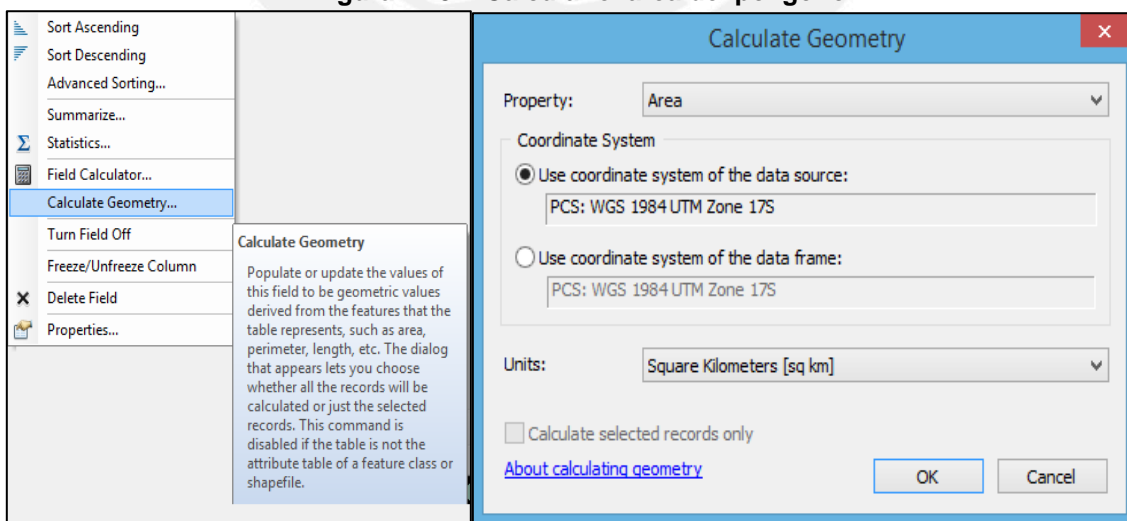 Sort Ascending
Sort Descending
Advanced Sorting...
Summarize...
Statistics...
Field Calculator...
Calculate Geometry...
Turn Field Off
Freeze/Unfreeze Column
Delete Field
Properties...
Calculate Geometry
Populate or update the values of
this field to be geometric values
derived from the features that the
table represents, such as area,
perimeter, length, etc. The dialog
that appears lets you choose
whether all the records will be
calculated or just the selected
records. This command is
disabled if the table is not the
attribute table of a feature class or
shapefile.
Calculate Geometry
Property: Area
Coordinate System
Use coordinate system of the data source:
PCS: WGS 1984 UTM Zone 17S
Use coordinate system of the data frame:
PCS: WGS 1984 UTM Zone 17S
Units: Square Kilometers [sq km]
Calculate selected records only
About calculating geometry
OK Cancel